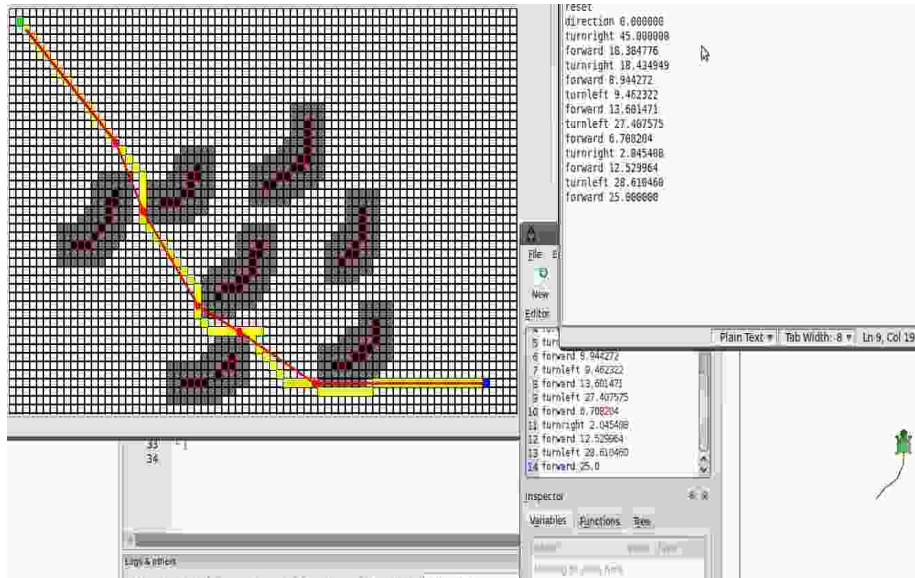 reset
direction 0.000000
turnright 45.000000
forward 18.384776
turnright 18.434949
forward 8.944272
turnleft 9.462322
forward 13.601471
turnleft 27.407575
forward 6.708204
turnright 2.045408
forward 12.529964
turnleft 28.610460
forward 25.000000
Plain Text Tab Width: 8 Ln 9, Col 19
File
New
Editor
5 turn
6 forward 8.944272
7 turnleft 9.462322
8 forward 13.601471
9 turnleft 27.407575
10 forward 6.708204
11 turnright 2.045408
12 forward 12.529964
13 turnleft 28.610460
14 forward 25.0
Inspector
Variables Functions Tree
33
34
Logs & others